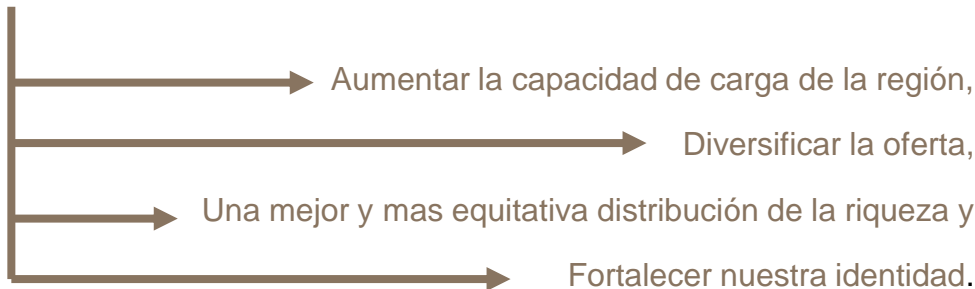 Aumentar la capacidad de carga de la región,
Diversificar la oferta,
Una mejor y mas equitativa distribución de la riqueza y
Fortalecer nuestra identidad.